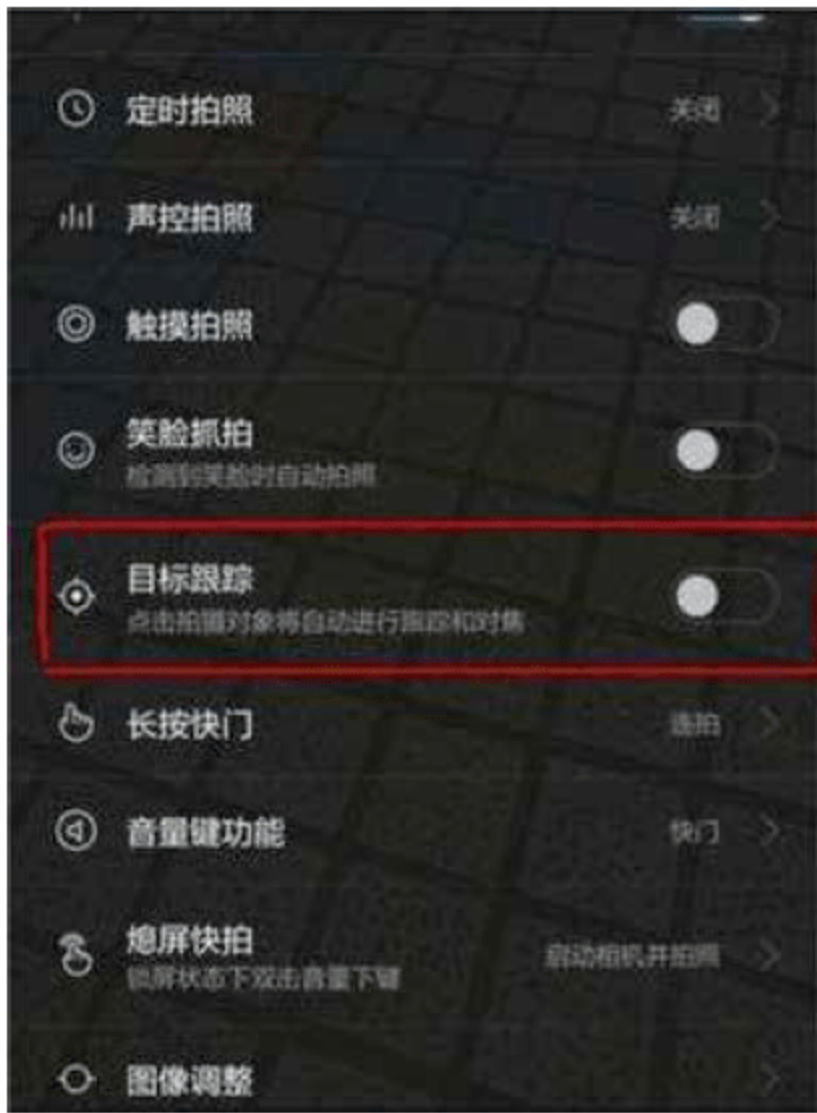 定时拍照
关闭
声控拍照
关闭
触摸拍照
笑脸抓拍
检测到笑脸时自动拍照
目标跟踪
点击拍摄对象将自动进行跟踪和对焦
长按快门
连拍
音量键功能
快门
熄屏快拍
锁屏状态下双击音量下键
启动相机并拍照
图像调整